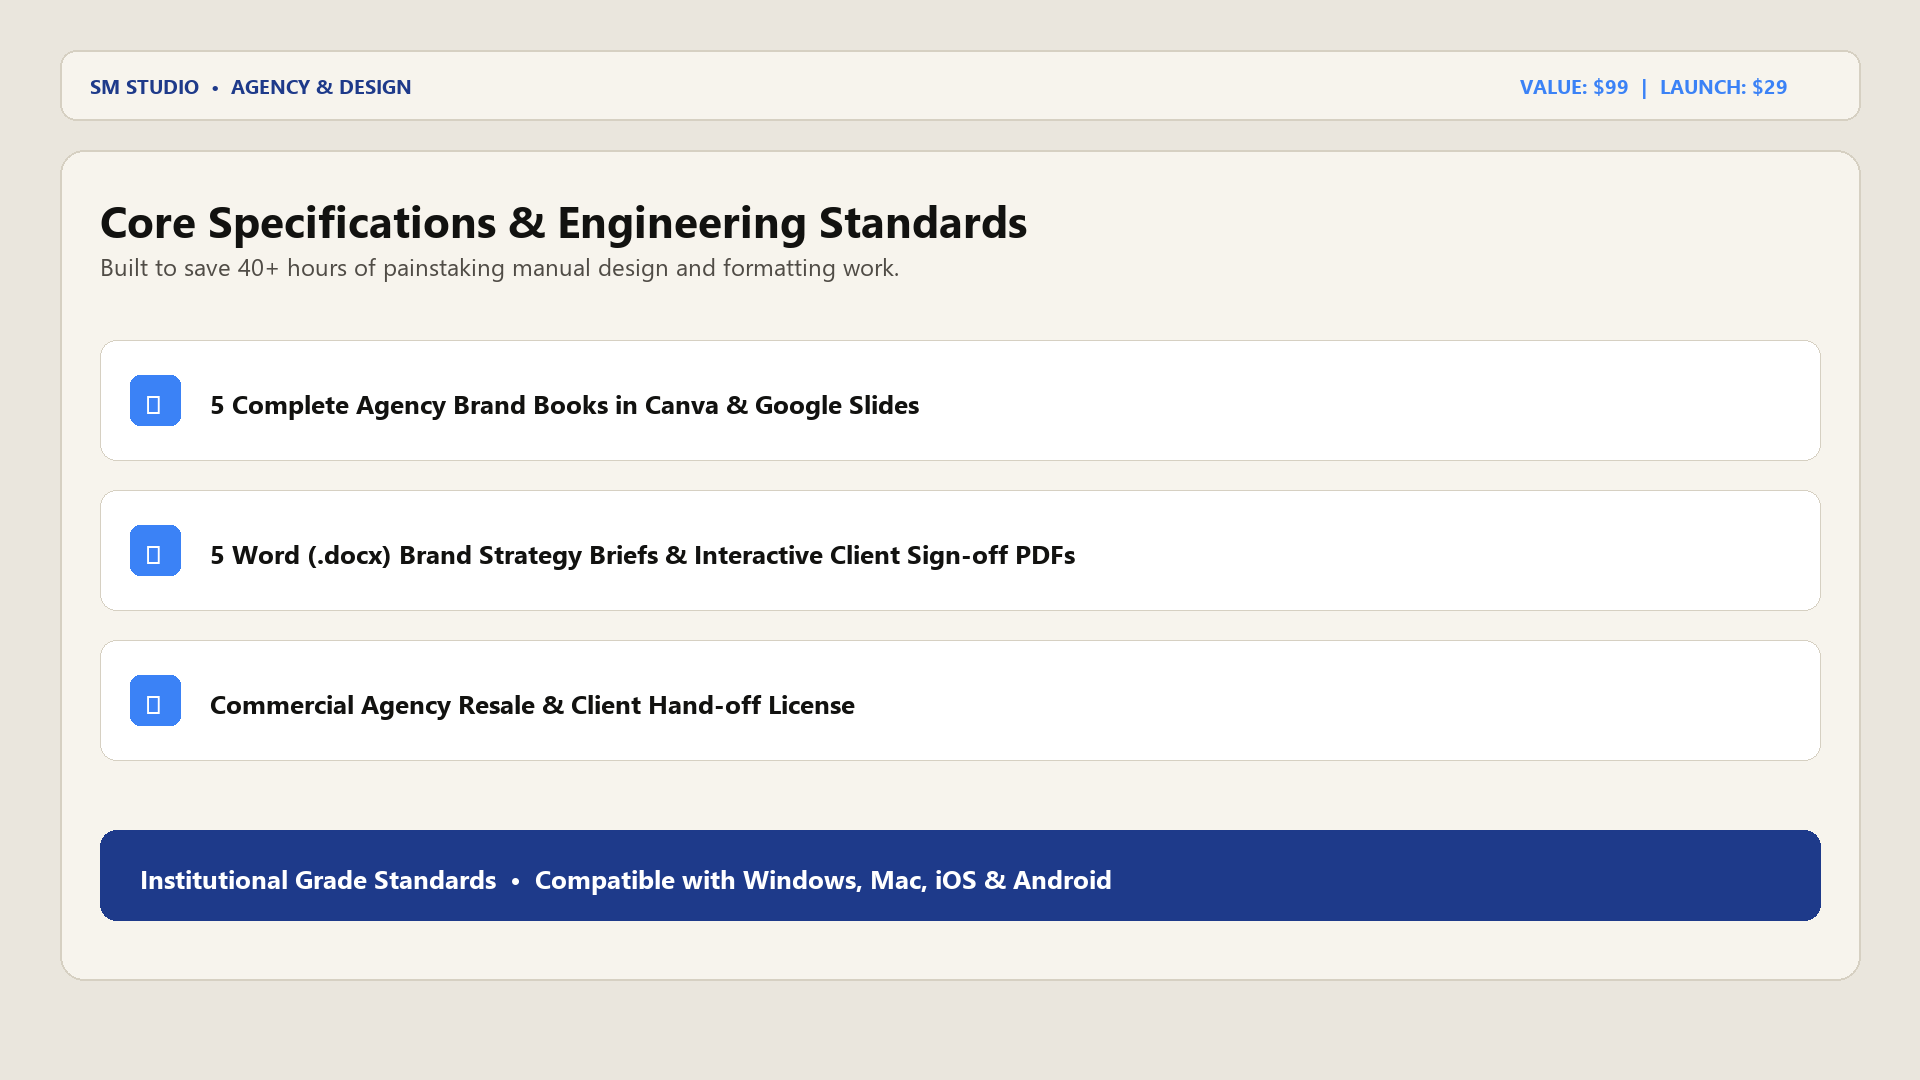 SM STUDIO • AGENCY & DESIGN
VALUE: $99 | LAUNCH: $29
Core Specifications & Engineering Standards
Built to save 40+ hours of painstaking manual design and formatting work.
5 Complete Agency Brand Books in Canva & Google Slides
5 Word (.docx) Brand Strategy Briefs & Interactive Client Sign-off PDFs
Commercial Agency Resale & Client Hand-off License
Institutional Grade Standards • Compatible with Windows, Mac, iOS & Android